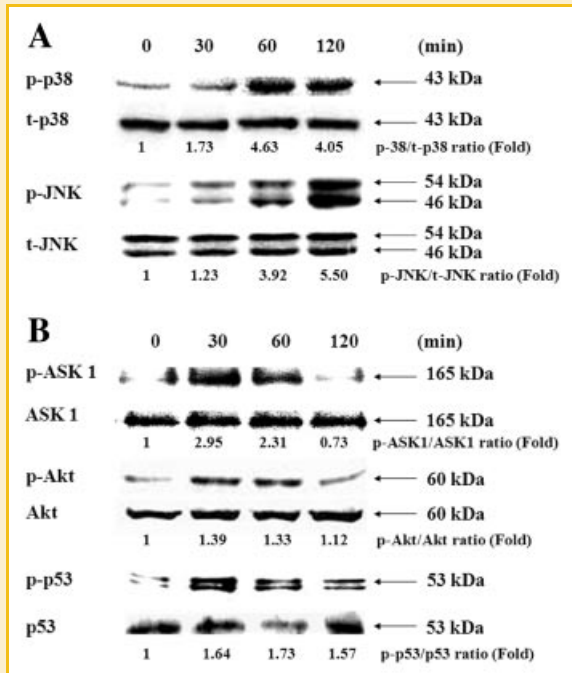 A
0 30 60 120 (min)
p-p38 43 kDa
t-p38 43 kDa
1 1.73 4.63 4.05 p-38/t-p38 ratio (Fold)
p-JNK 54 kDa
46 kDa
t-JNK 54 kDa
46 kDa
1 1.23 3.92 5.50 p-JNK/t-JNK ratio (Fold)
B
0 30 60 120 (min)
p-ASK 1 165 kDa
ASK 1 165 kDa
1 2.95 2.31 0.73 p-ASK1/ASK1 ratio (Fold)
p-Akt 60 kDa
Akt 60 kDa
1 1.39 1.33 1.12 p-Akt/Akt ratio (Fold)
p-p53 53 kDa
p53 53 kDa
1 1.64 1.73 1.57 p-p53/p53 ratio (Fold)